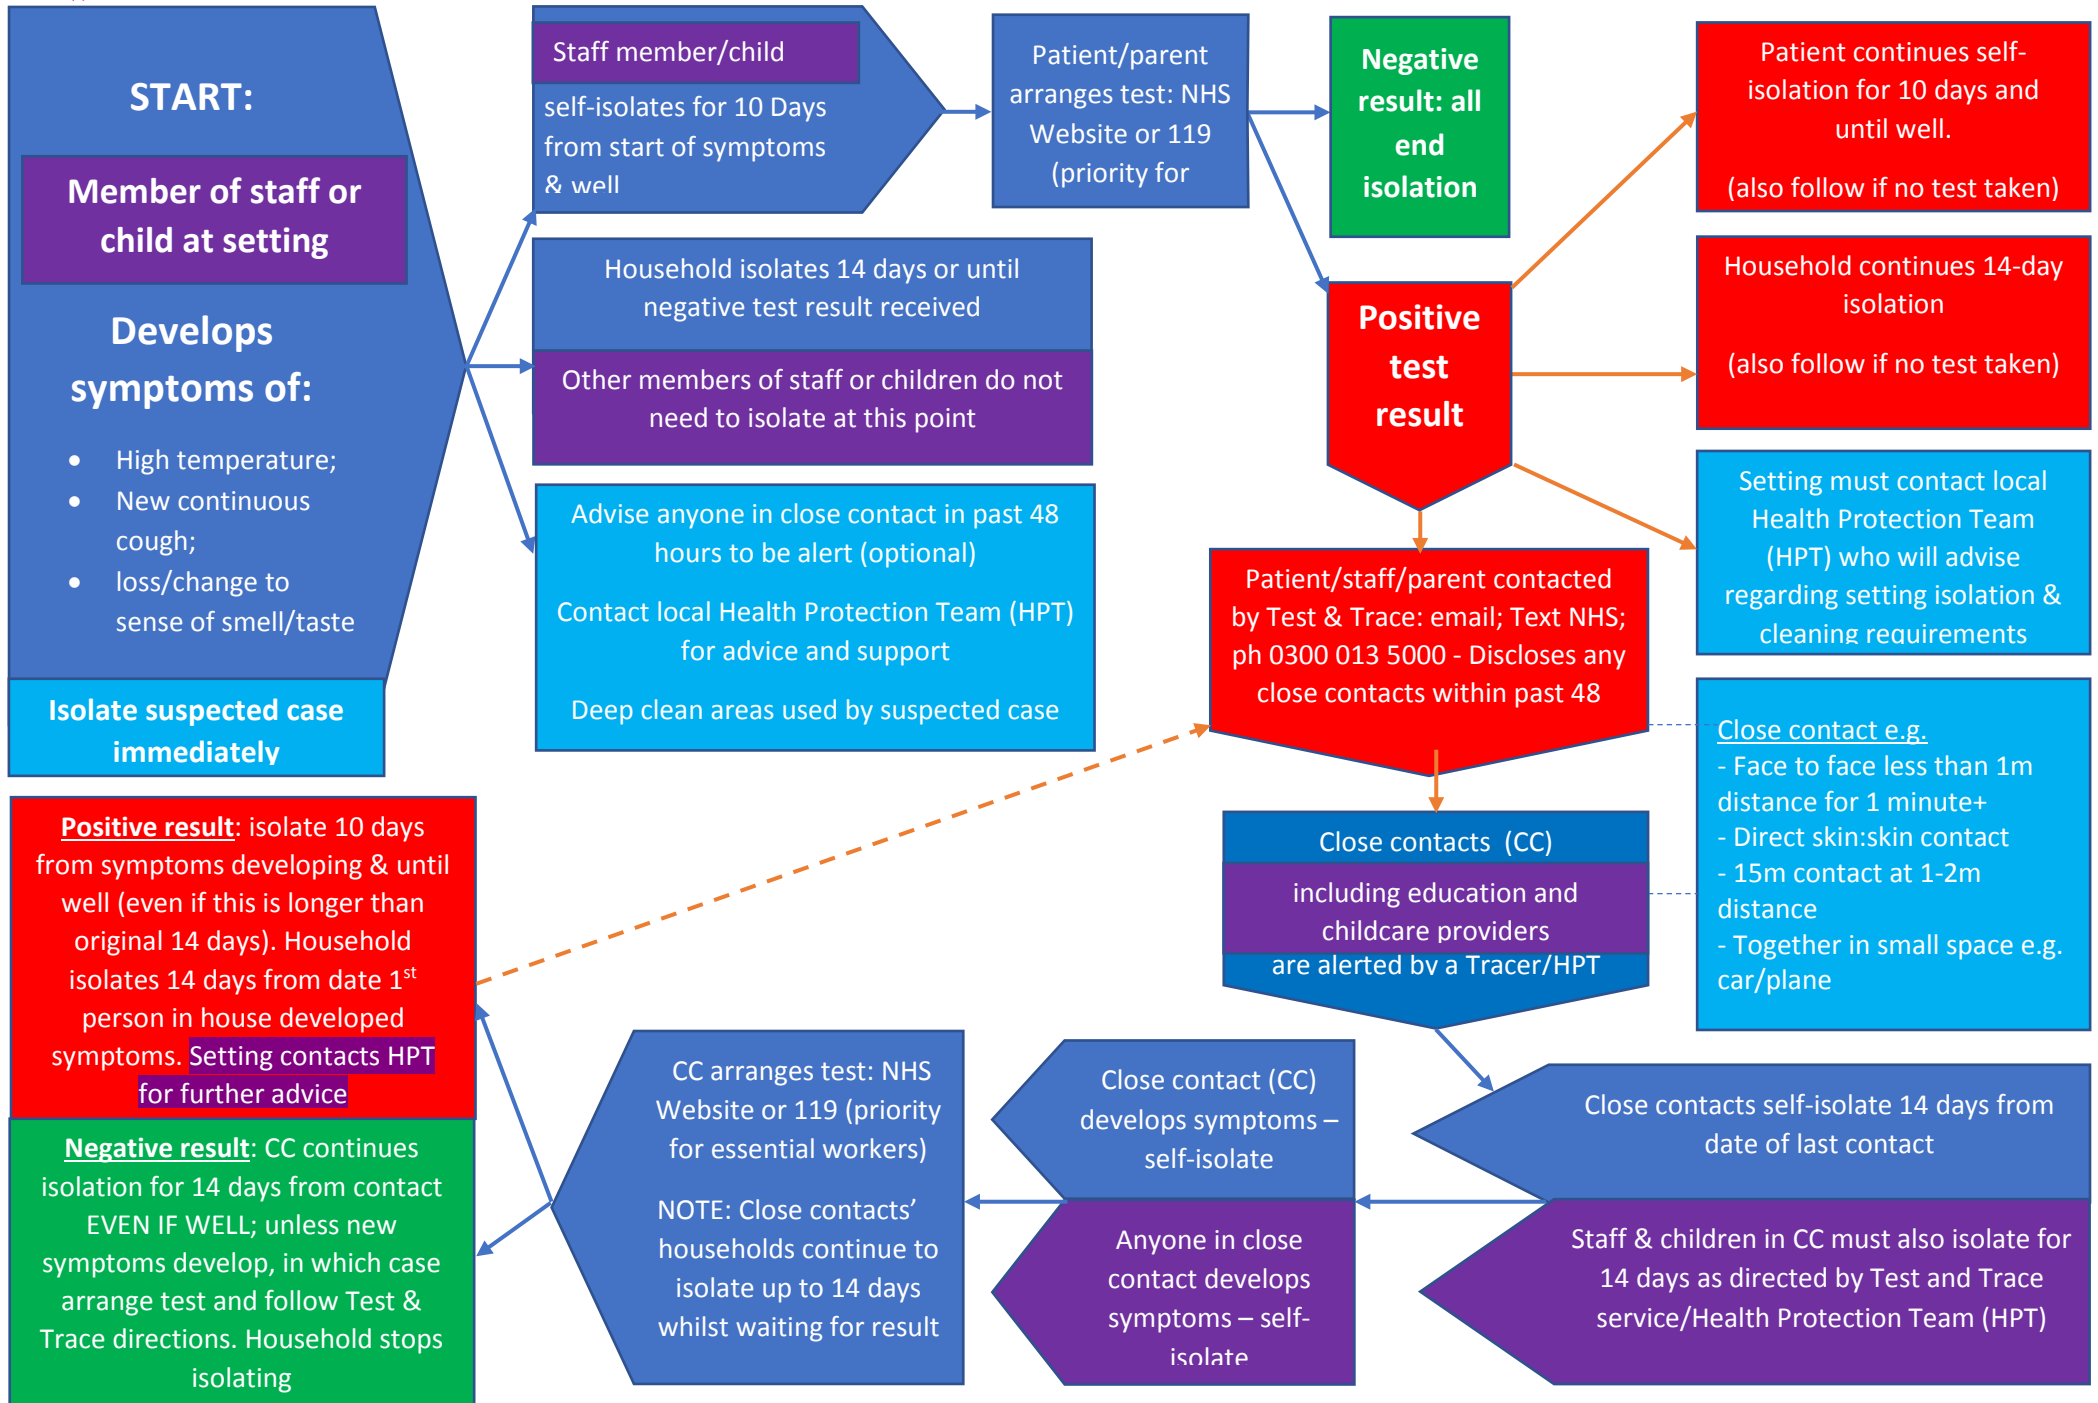 START:
Member of staff or
child at setting
Develops
symptoms of:
• High temperature;
• New continuous
cough;
• loss/change to
sense of smell/taste
Isolate suspected case
immediately
Staff member/child
self-isolates for 10 Days
from start of symptoms
& well
Household isolates 14 days or until
negative test result received
Other members of staff or children do not
need to isolate at this point
Advise anyone in close contact in past 48
hours to be alert (optional)
Contact local Health Protection Team (HPT)
for advice and support
Deep clean areas used by suspected case
Patient/parent
arranges test: NHS
Website or 119
(priority for
Negative
result: all
end
isolation
Positive
test
result
Patient continues self-
isolation for 10 days and
until well.
(also follow if no test taken)
Household continues 14-day
isolation
(also follow if no test taken)
Setting must contact local
Health Protection Team
(HPT) who will advise
regarding setting isolation &
cleaning requirements
Patient/staff/parent contacted
by Test & Trace: email; Text NHS;
ph 0300 013 5000 - Discloses any
close contacts within past 48
Close contact e.g.
- Face to face less than 1m
distance for 1 minute+
- Direct skin:skin contact
- 15m contact at 1-2m
distance
- Together in small space e.g.
car/plane
Close contacts (CC)
including education and
childcare providers
are alerted by a Tracer/HPT
Close contacts self-isolate 14 days from
date of last contact
Staff & children in CC must also isolate for
14 days as directed by Test and Trace
service/Health Protection Team (HPT)
Close contact (CC)
develops symptoms –
self-isolate
Anyone in close
contact develops
symptoms – self-
isolate
CC arranges test: NHS
Website or 119 (priority
for essential workers)
NOTE: Close contacts’
households continue to
isolate up to 14 days
whilst waiting for result
Positive result: isolate 10 days
from symptoms developing & until
well (even if this is longer than
original 14 days). Household
isolates 14 days from date 1st
person in house developed
symptoms. Setting contacts HPT
for further advice
Negative result: CC continues
isolation for 14 days from contact
EVEN IF WELL; unless new
symptoms develop, in which case
arrange test and follow Test &
Trace directions. Household stops
isolating